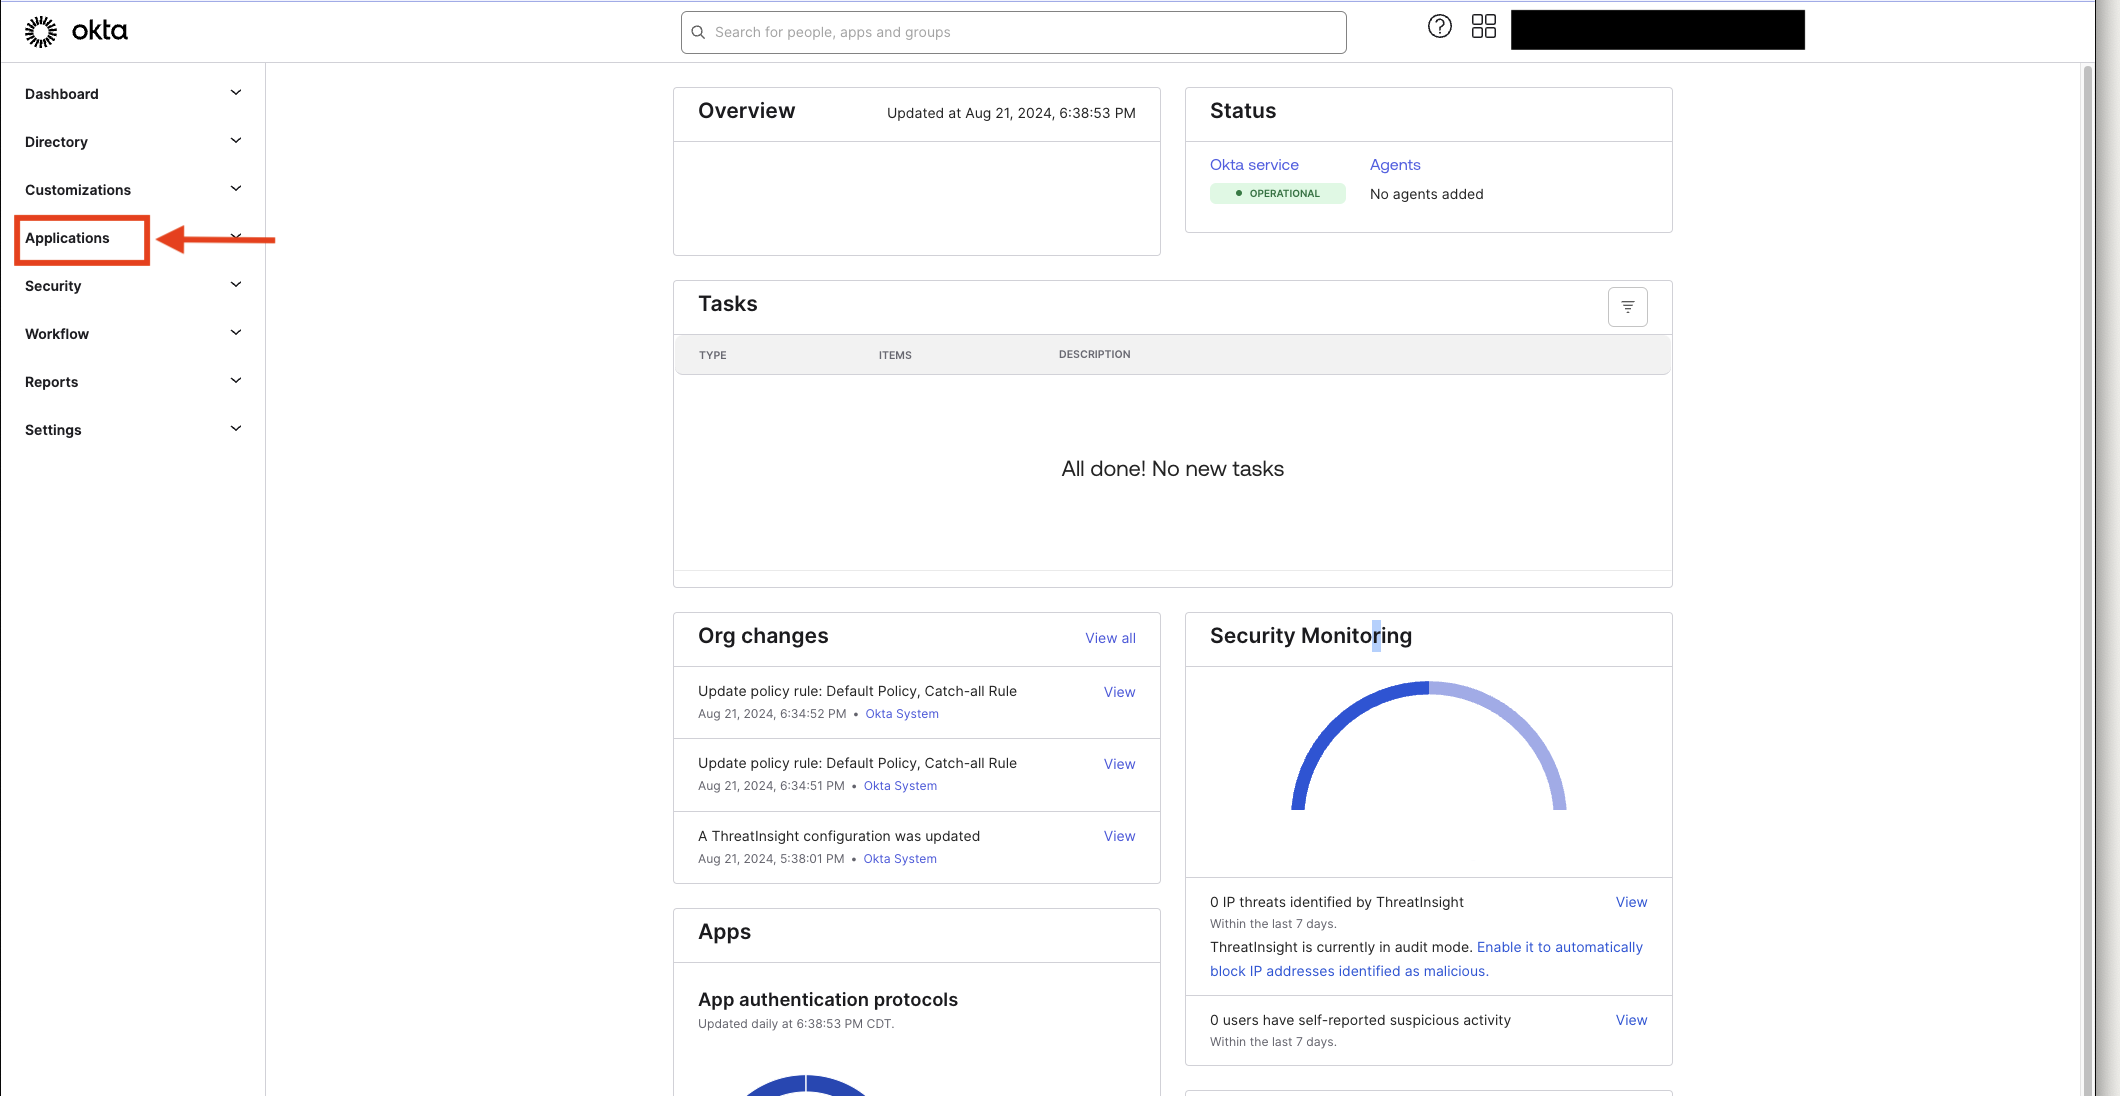 okta
Search for people, apps and groups
Dashboard
Directory
Customizations
Applications
Security
Workflow
Reports
Settings
Overview
Updated at Aug 21, 2024, 6:38:53 PM
Status
Okta service
Agents
OPERATIONAL
No agents added
Tasks
TYPE ITEMS DESCRIPTION
All done! No new tasks
Org changes
View all
Update policy rule: Default Policy, Catch-all Rule
View
Aug 21, 2024, 6:34:52 PM • Okta System
Update policy rule: Default Policy, Catch-all Rule
View
Aug 21, 2024, 6:34:51 PM • Okta System
A ThreatInsight configuration was updated
View
Aug 21, 2024, 5:38:01 PM • Okta System
Security Monitoring
0 IP threats identified by ThreatInsight
View
Within the last 7 days.
ThreatInsight is currently in audit mode. Enable it to automatically
block IP addresses identified as malicious.
0 users have self-reported suspicious activity
View
Within the last 7 days.
Apps
App authentication protocols
Updated daily at 6:38:53 PM CDT.